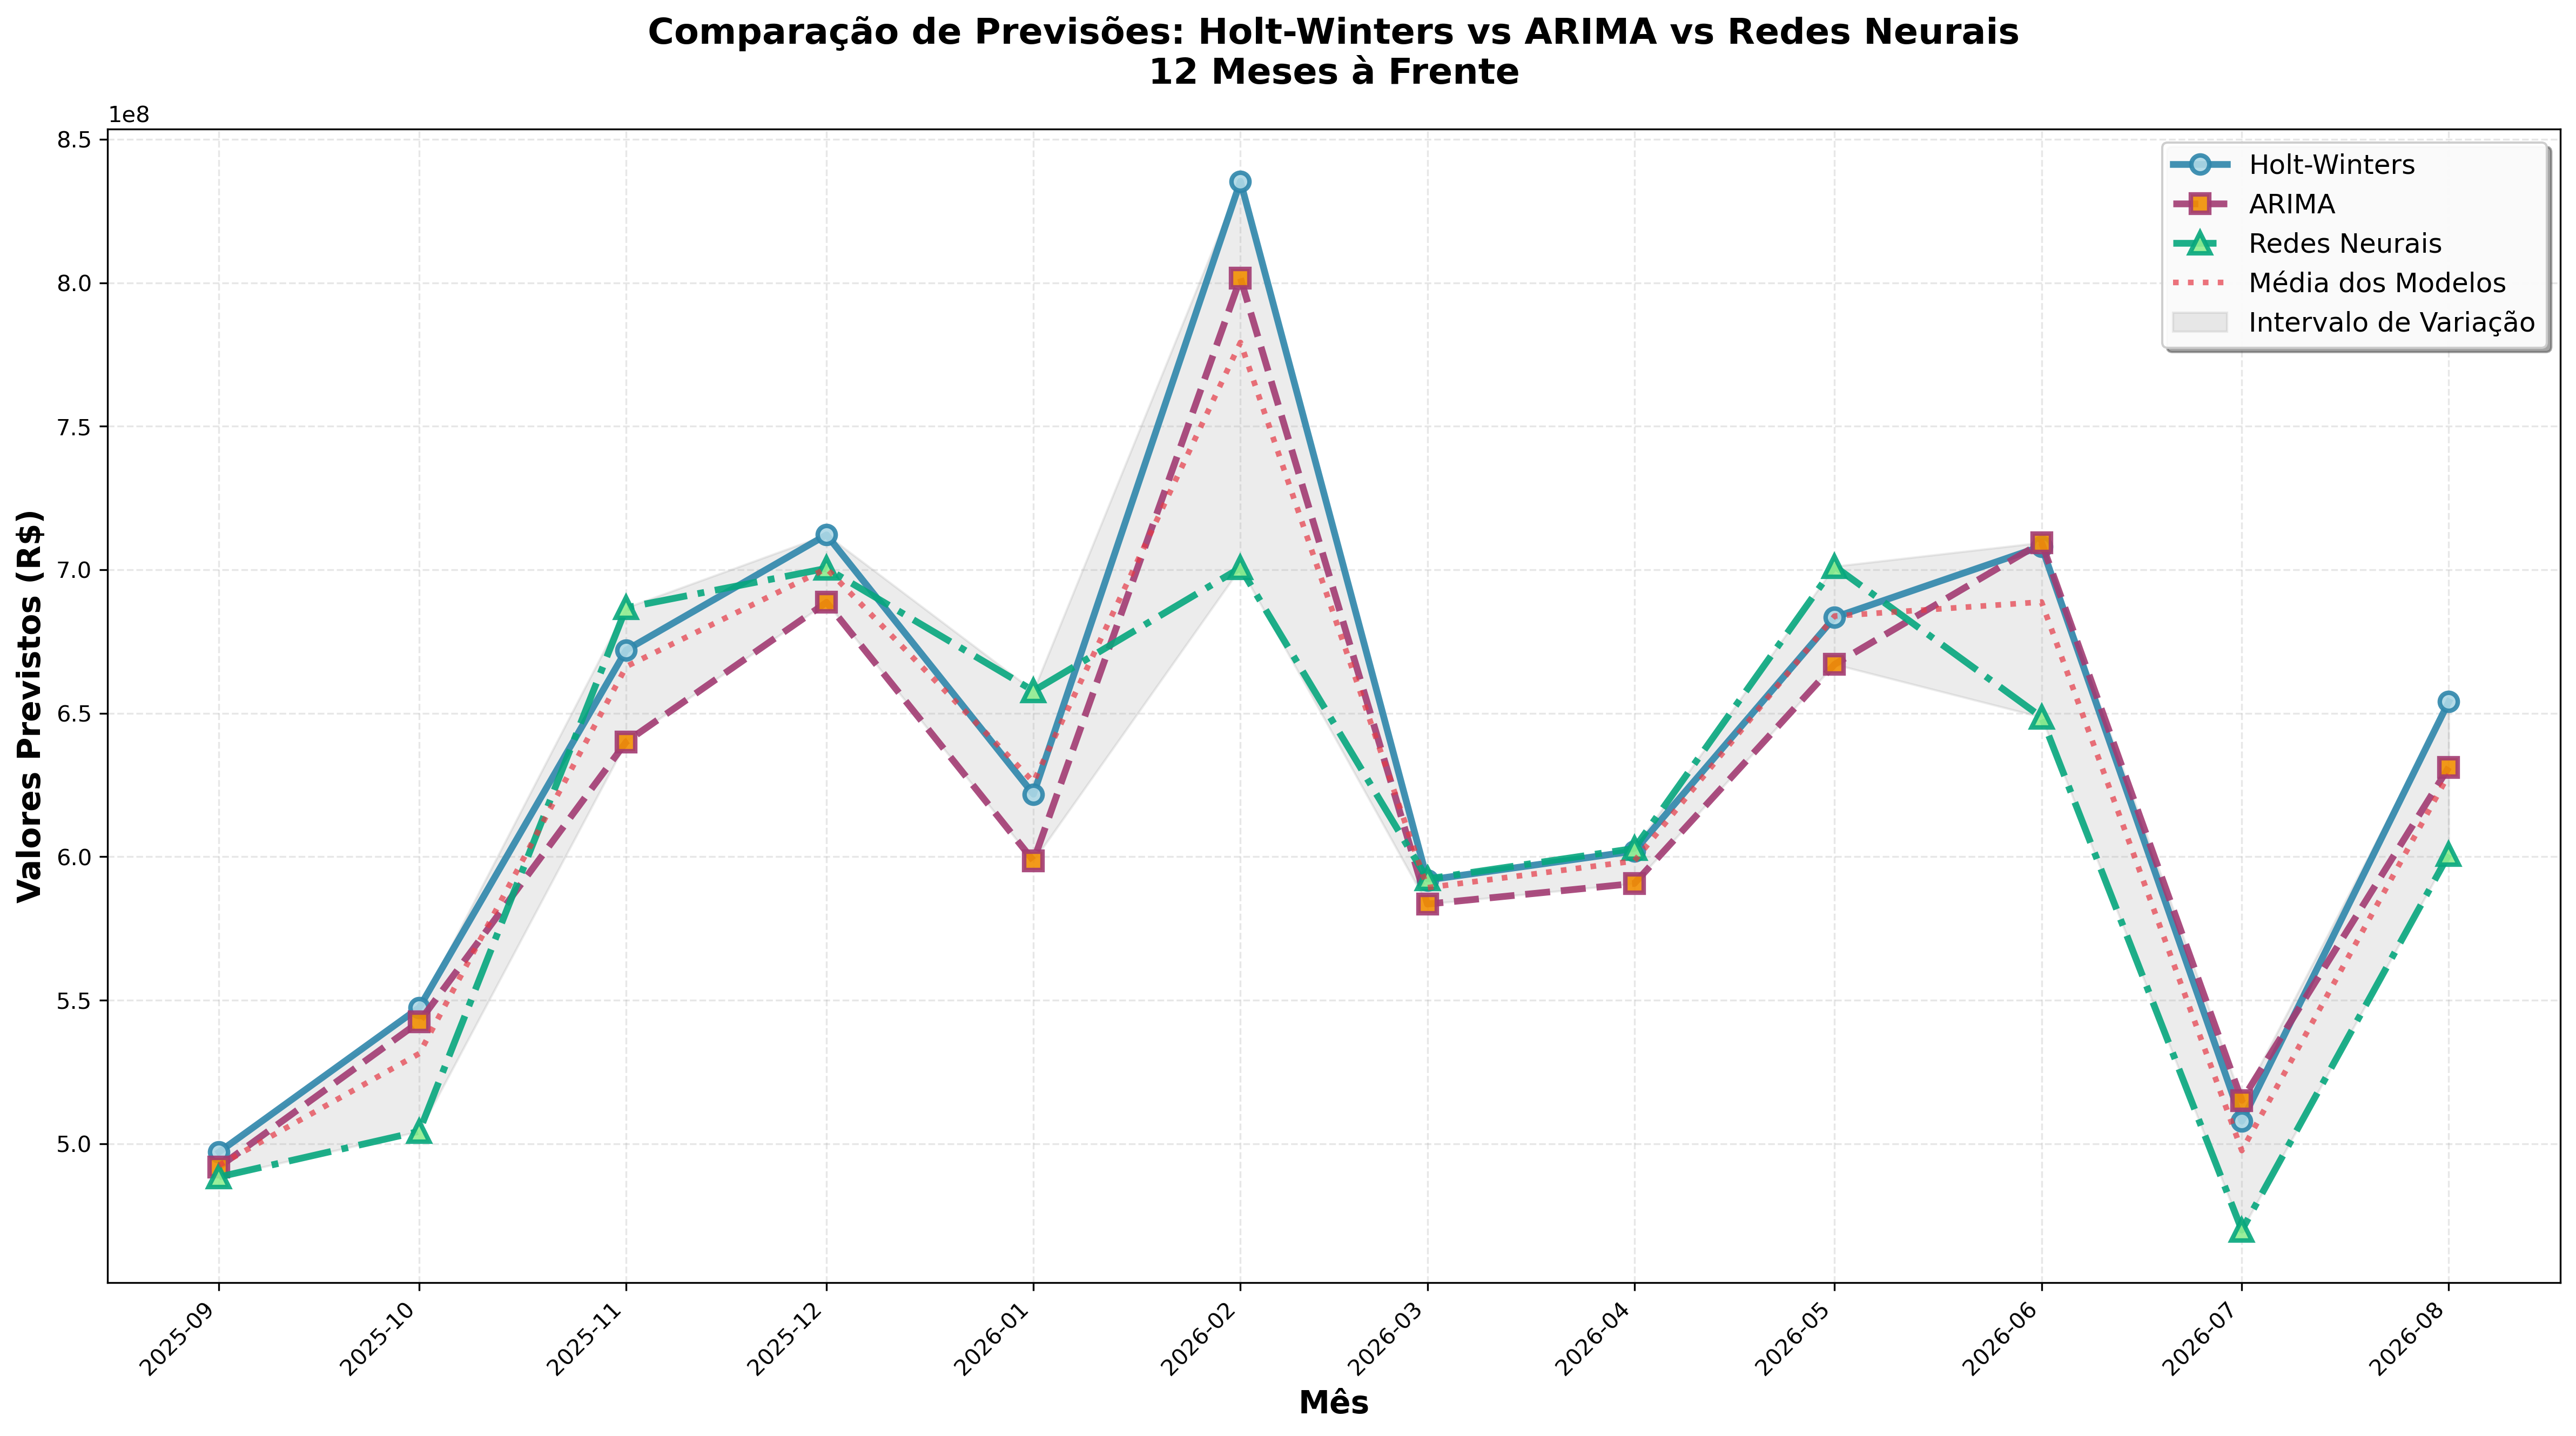 Comparação de Previsões: Holt-Winters vs ARIMA vs Redes Neurais
12 Meses à Frente
1e8
8.5
8.0
7.5
7.0
6.5
6.0
5.5
5.0
Valores Previstos (R$)
Holt-Winters
ARIMA
Redes Neurais
Média dos Modelos
Intervalo de Variação
2025-09
2025-10
2025-11
2025-12
2026-01
2026-02
2026-03
2026-04
2026-05
2026-06
2026-07
2026-08
Mês